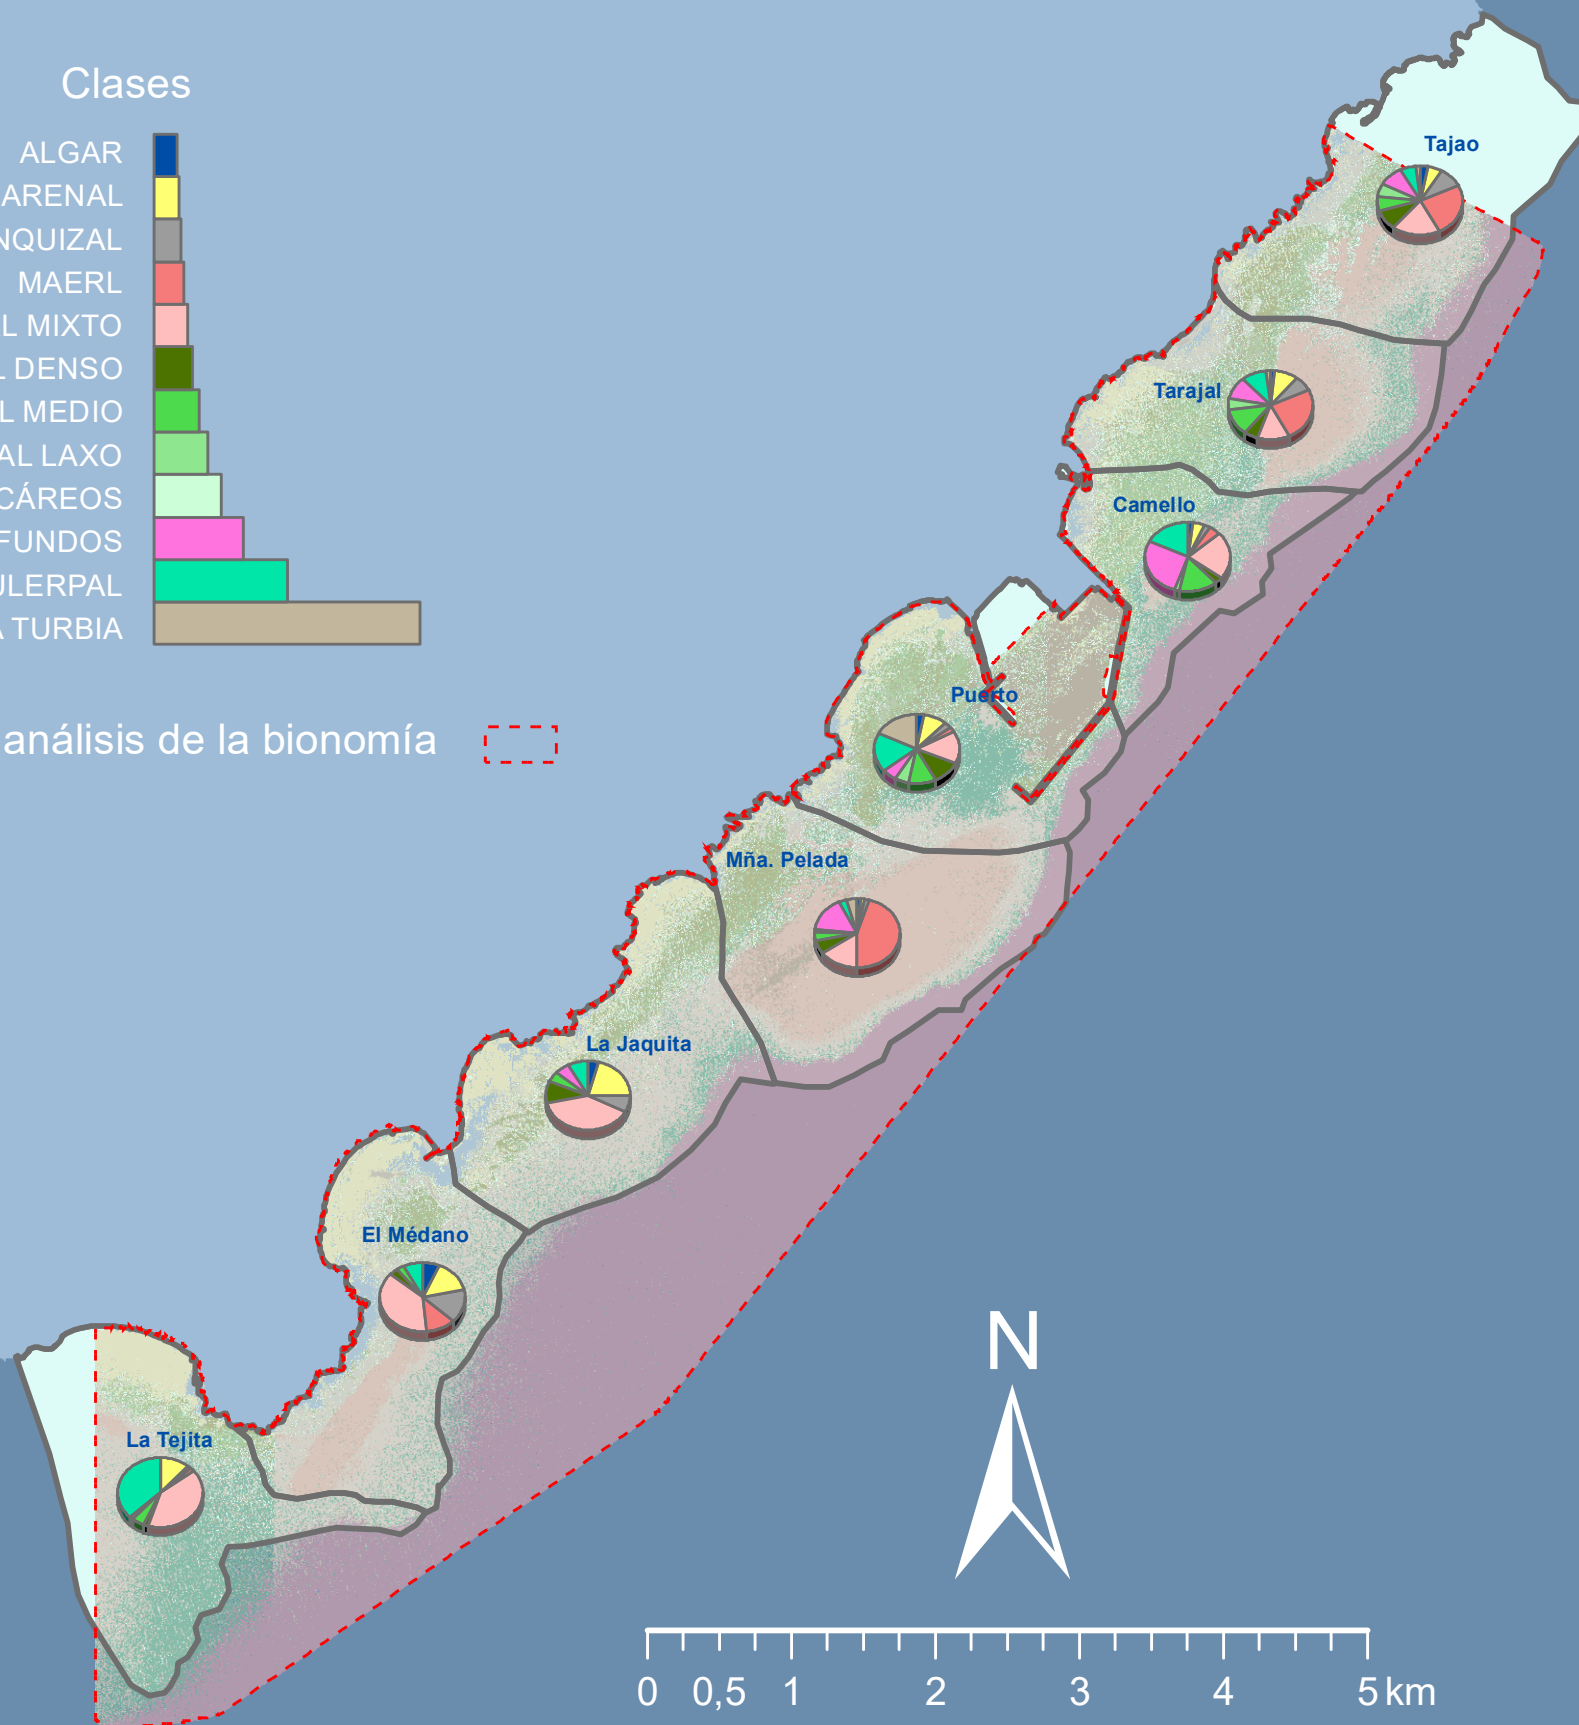 Clases
ALGAR
ARENAL
NQUIZAL
MAERL
L MIXTO
L DENSO
L MEDIO
AL LAXO
CÁREOS
FUNDOS
ULERPAL
A TURBIA
análisis de la bionomía
Tajao
Tarajal
Camello
Puerto
Mña. Pelada
La Jaquita
El Médano
La Tejita
N
0 0,5 1 2 3 4 5 km